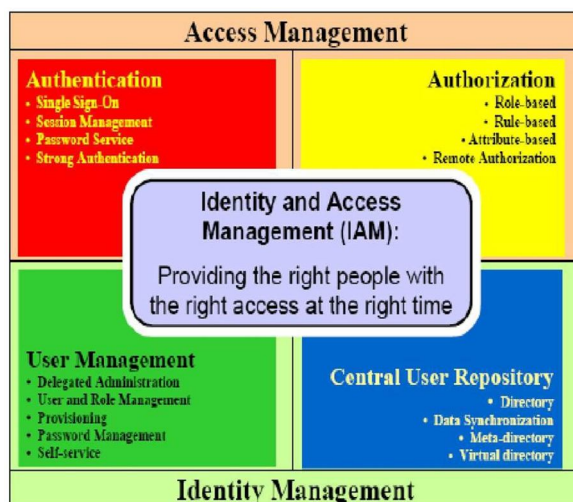 Access Management
Authentication
• Single Sign-On
• Session Management
• Password Service
• Strong Authentication
Authorization
• Role-based
• Rule-based
• Attribute-based
• Remote Authorization
Identity and Access
Management (IAM):
Providing the right people with
the right access at the right time
User Management
• Delegated Administration
• User and Role Management
• Provisioning
• Password Management
• Self-service
Central User Repository
• Directory
• Data Synchronization
• Meta-directory
• Virtual directory
Identity Management